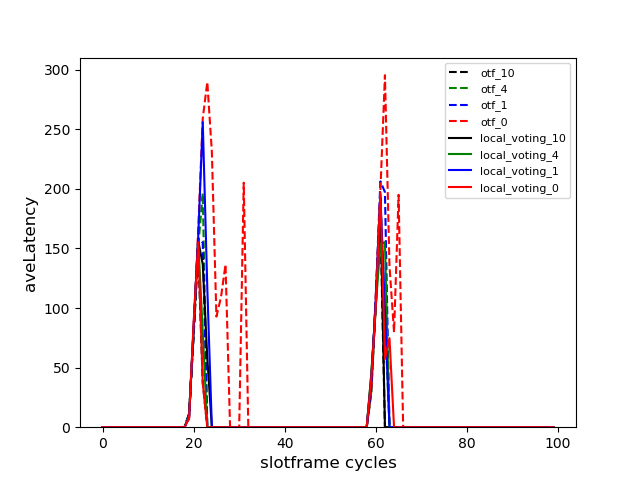 300
250
200
150
100
50
0
aveLatency
0 20 40 60 80 100
slotframe cycles
otf_10
otf_4
otf_1
otf_0
local_voting_10
local_voting_4
local_voting_1
local_voting_0